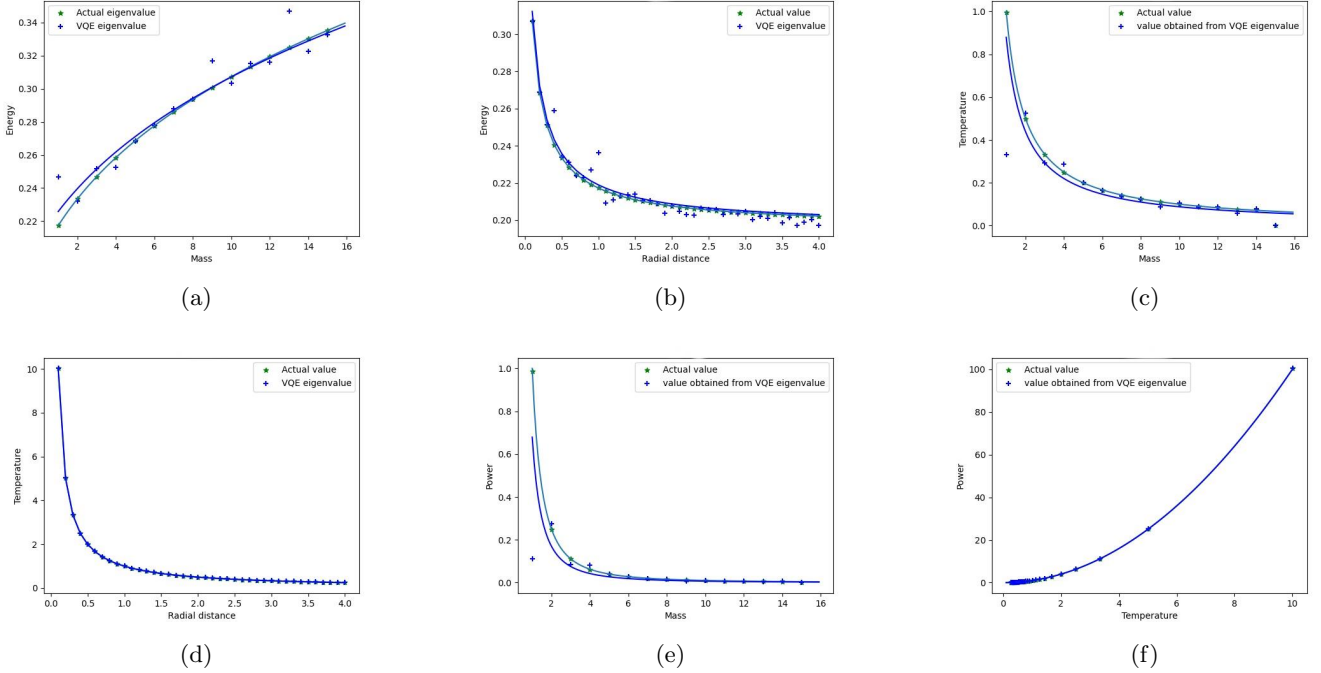 Actual eigenvalue
VQE eigenvalue
0.34
0.32
0.30
0.28
0.26
0.24
0.22
Energy
2 4 6 8 10 12 14 16
Mass
(a)
Actual value
VQE eigenvalue
0.30
0.28
0.26
0.24
0.22
0.20
Energy
0.0 0.5 1.0 1.5 2.0 2.5 3.0 3.5 4.0
Radial distance
(b)
Actual value
value obtained from VQE eigenvalue
1.0
0.8
0.6
0.4
0.2
0.0
Temperature
2 4 6 8 10 12 14 16
Mass
(c)
Actual value
VQE eigenvalue
10
8
6
4
2
0
Temperature
0.0 0.5 1.0 1.5 2.0 2.5 3.0 3.5 4.0
Radial distance
(d)
Actual value
value obtained from VQE eigenvalue
1.0
0.8
0.6
0.4
0.2
0.0
Power
2 4 6 8 10 12 14 16
Mass
(e)
Actual value
value obtained from VQE eigenvalue
100
80
60
40
20
0
Power
0 2 4 6 8 10
Temperature
(f)